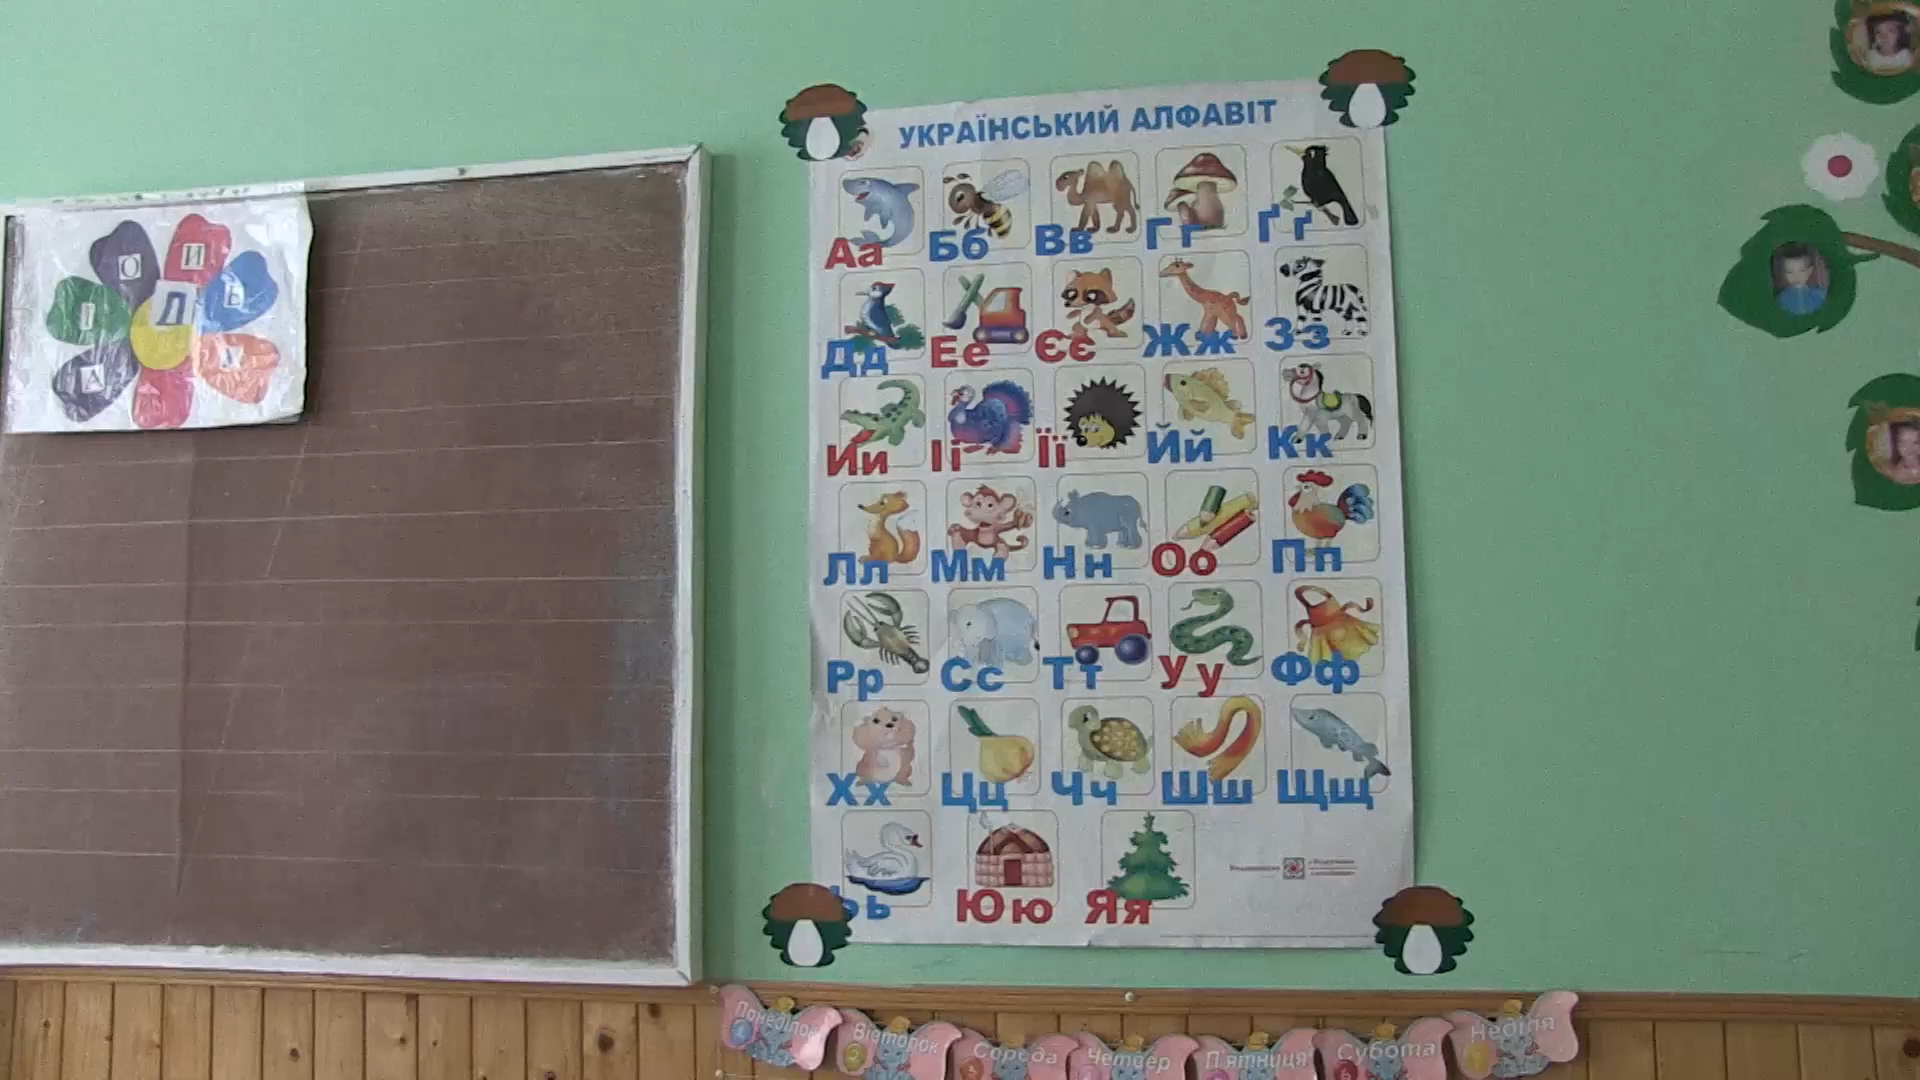 УКРАЇНСЬКИЙ АЛФАВІТ
Аа Бб Вв Гг Ґґ
Дд Ее Єє Жж Зз
Ии Іі Її Йй Кк
Лл Мм Нн Оо Пп
Рр Сс Тт Уу Фф
Хх Цц Чч Шш Щщ
Ьь Юю Яя
О И
І Д Е
А Х
Понеділок Вівторок Середа Четвер П'ятниця Субота Неділя